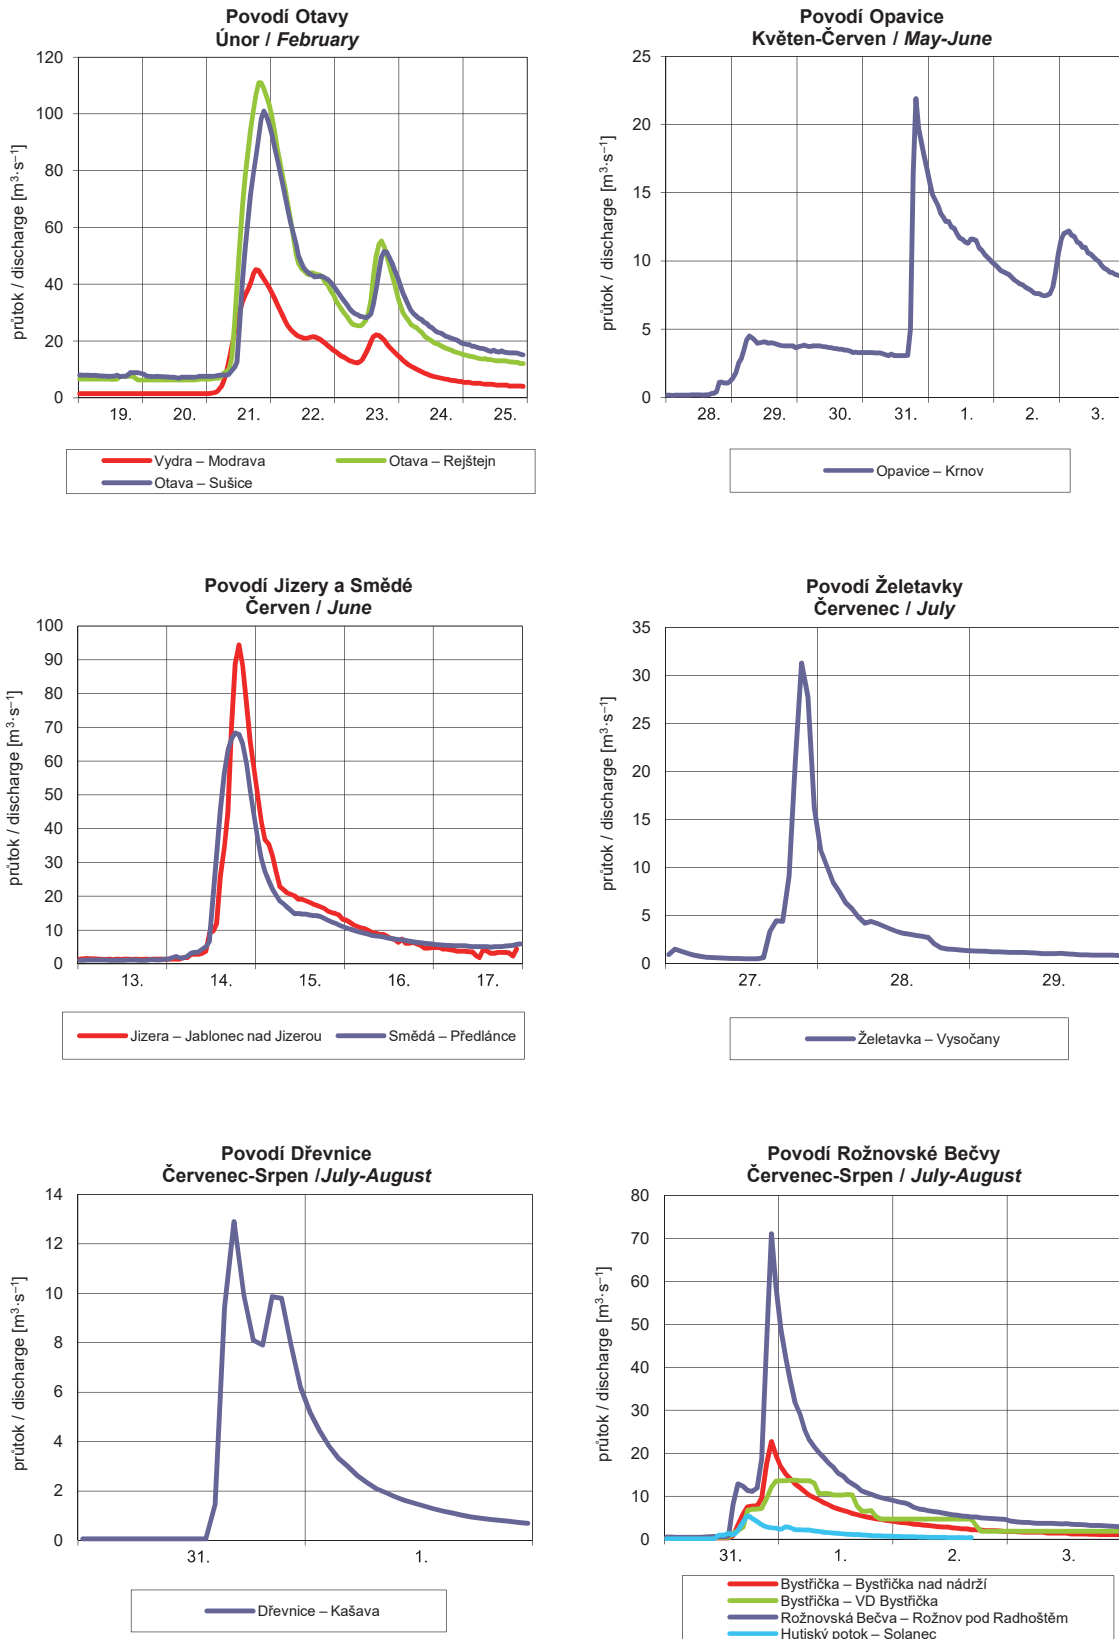 Povodí Otavy
Únor / February
průtok / discharge [m³·s⁻¹]
120
100
80
60
40
20
0
19. 20. 21. 22. 23. 24. 25.
Vydra – Modrava
Otava – Rejštejn
Otava – Sušice
Povodí Opavice
Květen-Červen / May-June
průtok / discharge [m³·s⁻¹]
25
20
15
10
5
0
28. 29. 30. 31. 1. 2. 3.
Opavice – Krnov
Povodí Jizery a Smědé
Červen / June
průtok / discharge [m³·s⁻¹]
100
90
80
70
60
50
40
30
20
10
0
13. 14. 15. 16. 17.
Jizera – Jablonec nad Jizerou
Smědá – Předlánce
Povodí Želetavky
Červenec / July
průtok / discharge [m³·s⁻¹]
35
30
25
20
15
10
5
0
27. 28. 29.
Želetavka – Vysočany
Povodí Dřevnice
Červenec-Srpen /July-August
průtok / discharge [m³·s⁻¹]
14
12
10
8
6
4
2
0
31. 1.
Dřevnice – Kašava
Povodí Rožnovské Bečvy
Červenec-Srpen / July-August
průtok / discharge [m³·s⁻¹]
80
70
60
50
40
30
20
10
0
31. 1. 2. 3.
Bystřička – Bystřička nad nádrží
Bystřička – VD Bystřička
Rožnovská Bečva – Rožnov pod Radhoštěm
Hutiský potok – Solanec